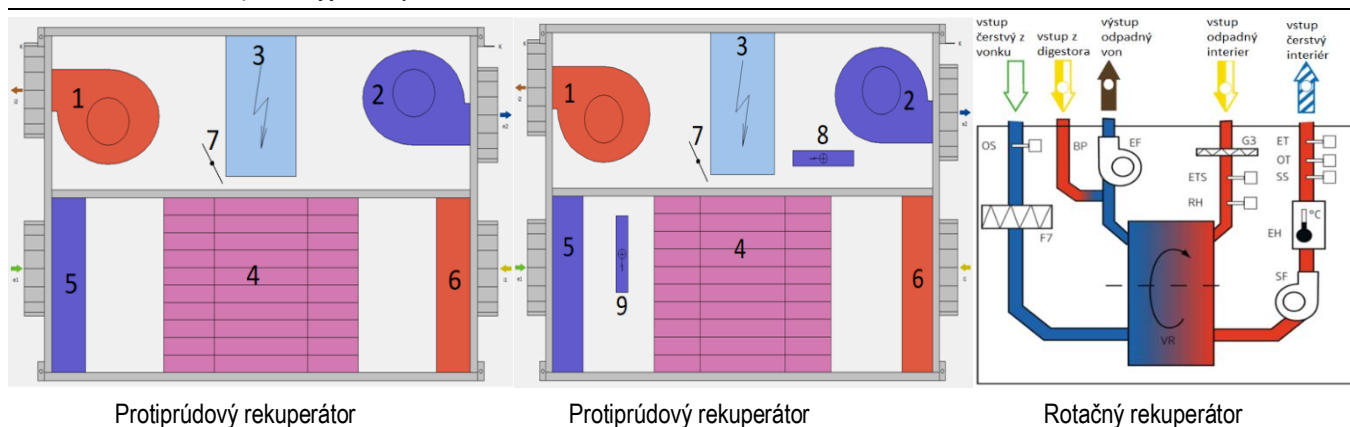 1
2
3
4
5
6
7
1
2
3
4
5
6
7
8
9
vstup
čerstvý z
vonku
vstup z
digestora
výstup
odpadný
von
vstup
odpadný
interier
vstup
čerstvý
interiér
OS
BP
EF
G3
ET
OT
SS
ETS
RH
F7
°C
EH
SF
VR
Protiprúdový rekuperátor
Protiprúdový rekuperátor
Rotačný rekuperátor